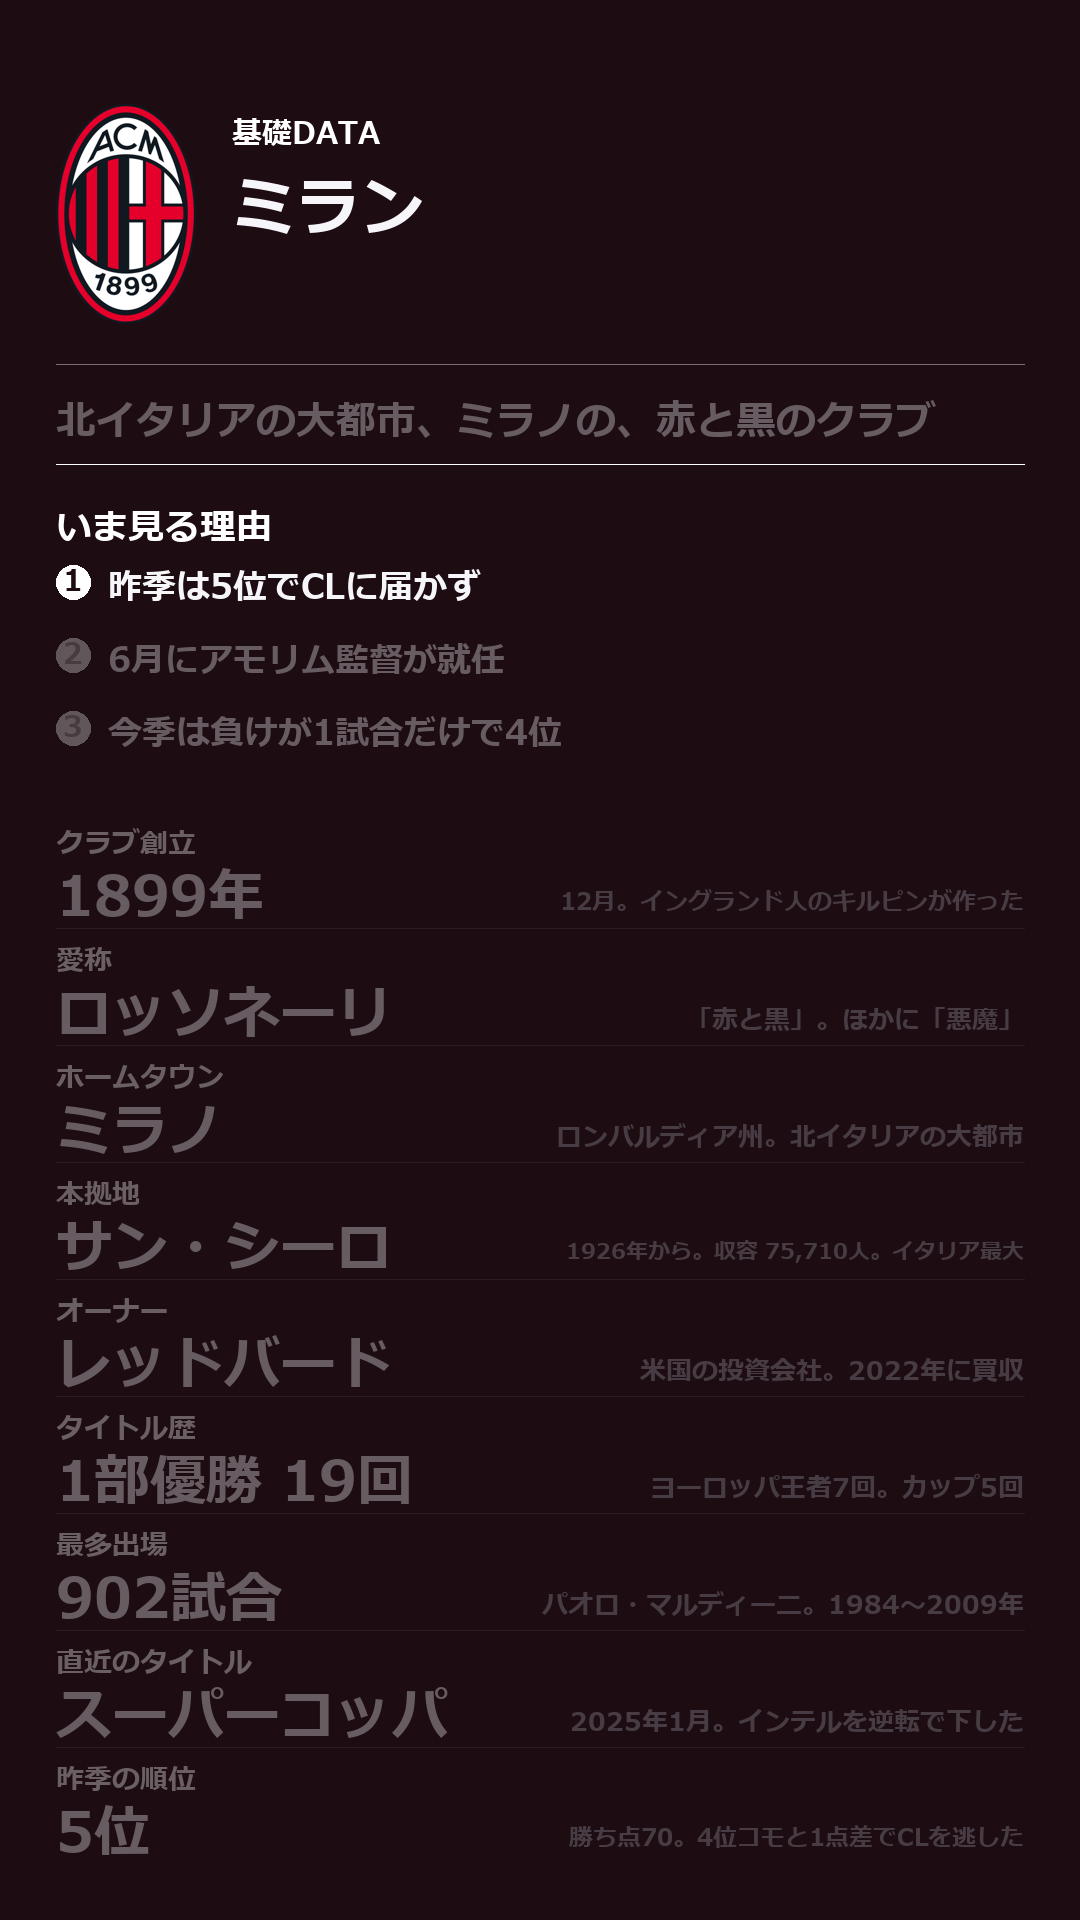 ACM
1899
基礎DATA
ミラン
北イタリアの大都市、ミラノの、赤と黒のクラブ
いま見る理由
1 昨季は5位でCLに届かず
2 6月にアモリム監督が就任
3 今季は負けが1試合だけで4位
クラブ創立
1899年 12月。イングランド人のキルピンが作った
愛称
ロッソネーリ 「赤と黒」。ほかに「悪魔」
ホームタウン
ミラノ ロンバルディア州。北イタリアの大都市
本拠地
サン・シーロ 1926年から。収容 75,710人。イタリア最大
オーナー
レッドバード 米国の投資会社。2022年に買収
タイトル歴
1部優勝 19回 ヨーロッパ王者7回。カップ5回
最多出場
902試合 パオロ・マルディーニ。1984〜2009年
直近のタイトル
スーパーコッパ 2025年1月。インテルを逆転で下した
昨季の順位
5位 勝ち点70。4位コモと1点差でCLを逃した